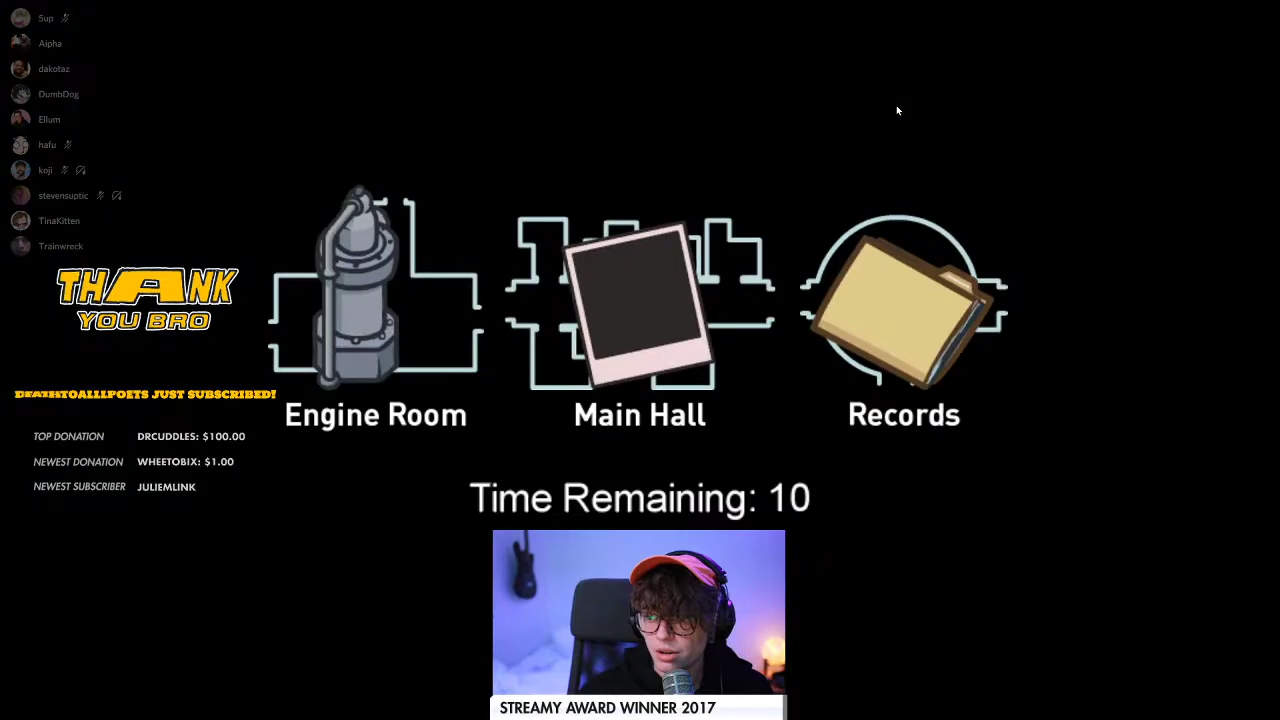 Sup
Aipha
dakotaz
DumbDog
Ellum
hafu
koji
stevensuptic
TinaKitten
Trainwreck
THANK
YOU BRO
DEATHTOALLLPOETS JUST SUBSCRIBED!
TOP DONATION DRCUDDLES: $100.00
NEWEST DONATION WHEETOBIX: $1.00
NEWEST SUBSCRIBER JULIEMLINK
Engine Room
Main Hall
Records
Time Remaining: 10
STREAMY AWARD WINNER 2017